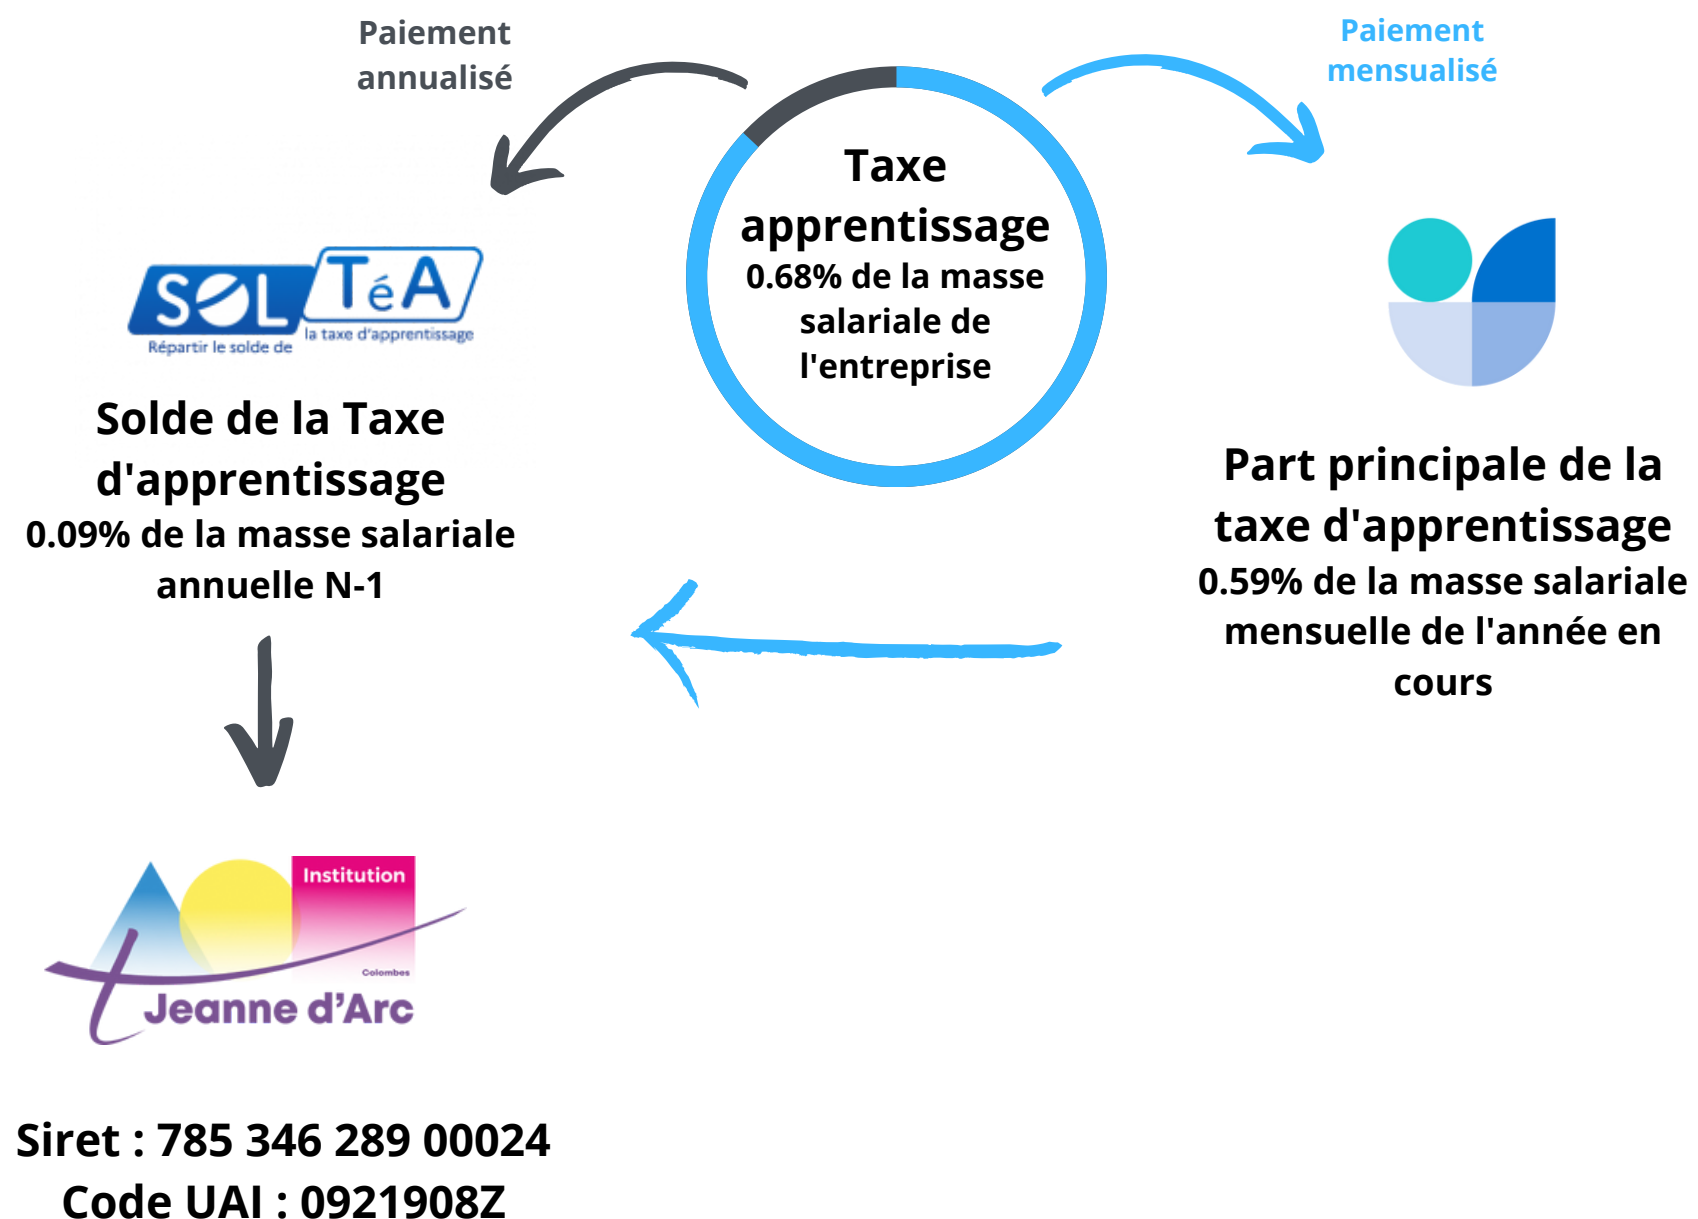 Paiement
annualisé
Paiement
mensualisé
Taxe
apprentissage
0.68% de la masse
salariale de
l'entreprise
SOL TéA
la taxe d'apprentissage
Répartir le solde de
Solde de la Taxe
d'apprentissage
0.09% de la masse salariale
annuelle N-1
Part principale de la
taxe d'apprentissage
0.59% de la masse salariale
mensuelle de l'année en
cours
Institution
Colombes
Jeanne d'Arc
Siret : 785 346 289 00024
Code UAI : 0921908Z